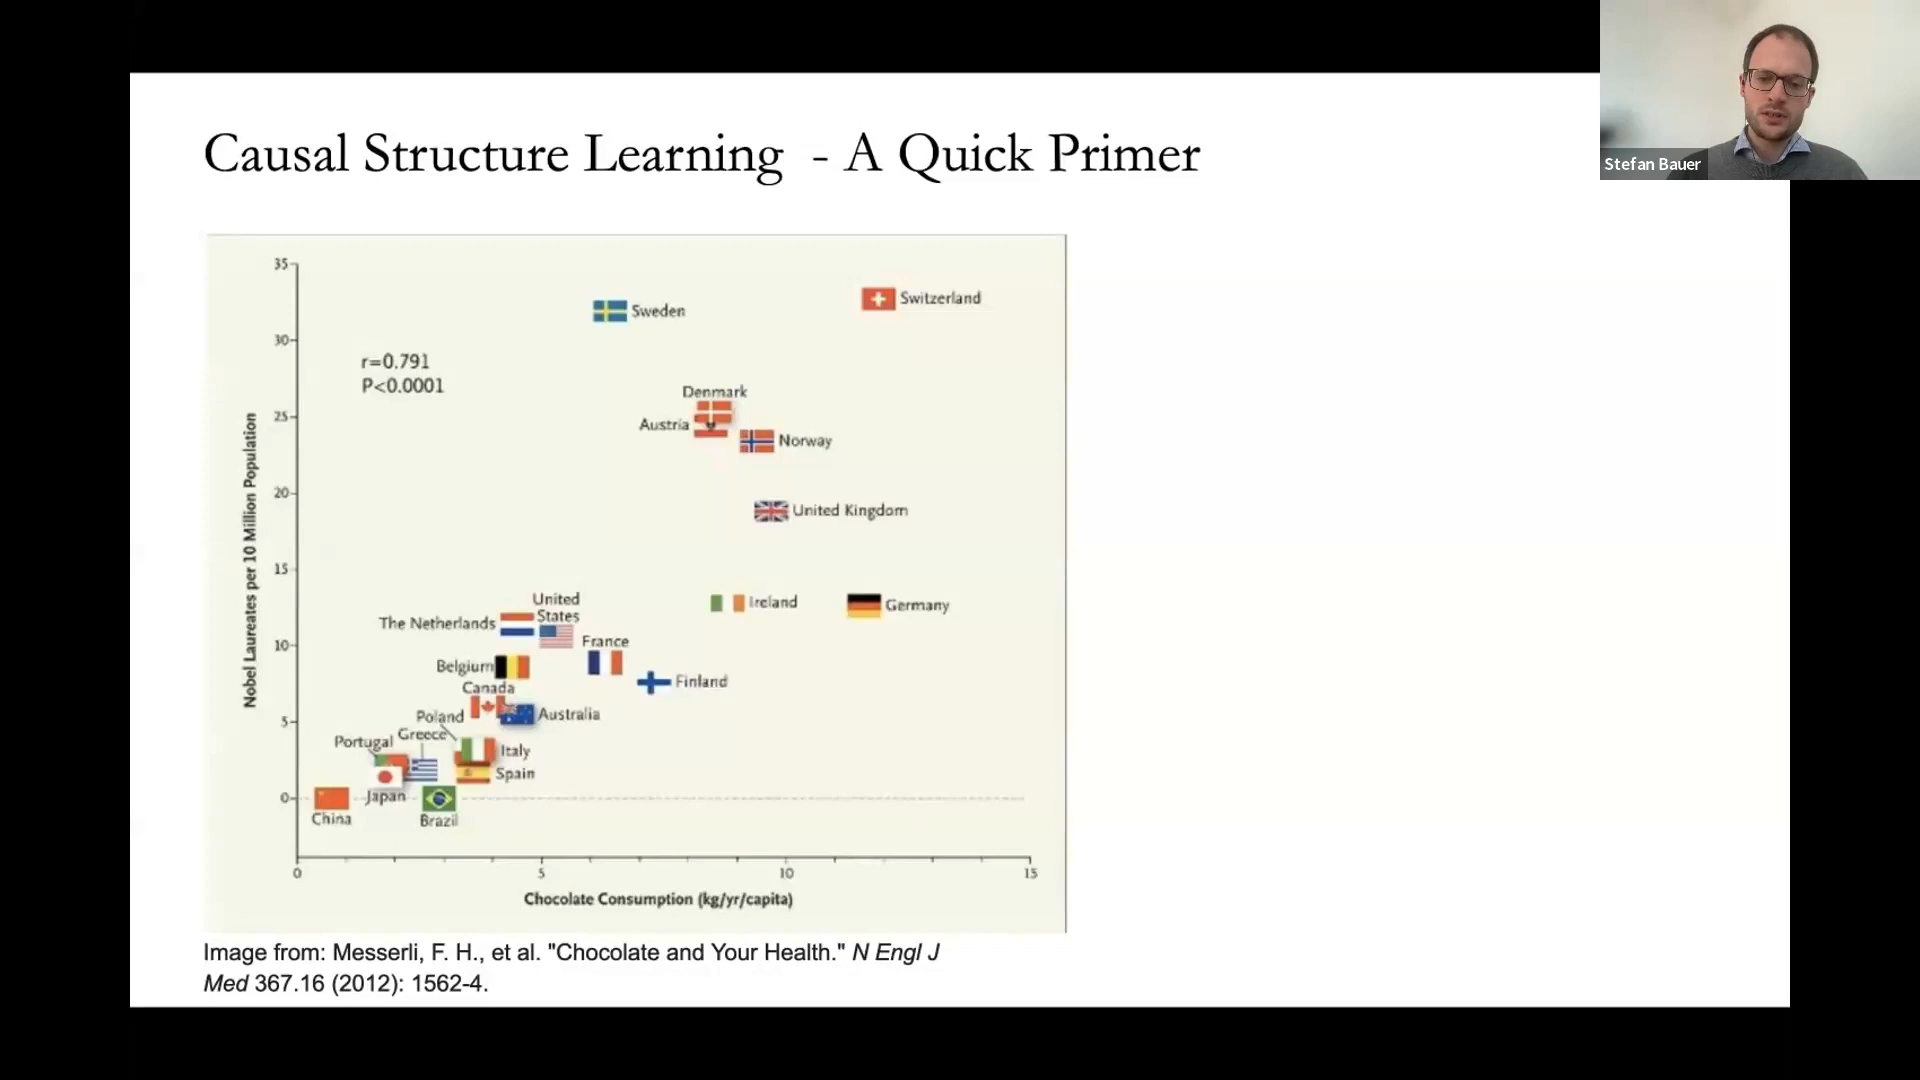 Causal Structure Learning - A Quick Primer
Stefan Bauer
35
30
25
20
15
10
5
0
Nobel Laureates per 10 Million Population
r=0.791
P<0.0001
Sweden
Switzerland
Denmark
Austria
Norway
United Kingdom
United
States
The Netherlands
Ireland
Germany
France
Belgium
Finland
Canada
Australia
Poland
Portugal
Greece
Italy
Spain
Japan
China
Brazil
0
5
10
15
Chocolate Consumption (kg/yr/capita)
Image from: Messerli, F. H., et al. "Chocolate and Your Health." N Engl J
Med 367.16 (2012): 1562-4.